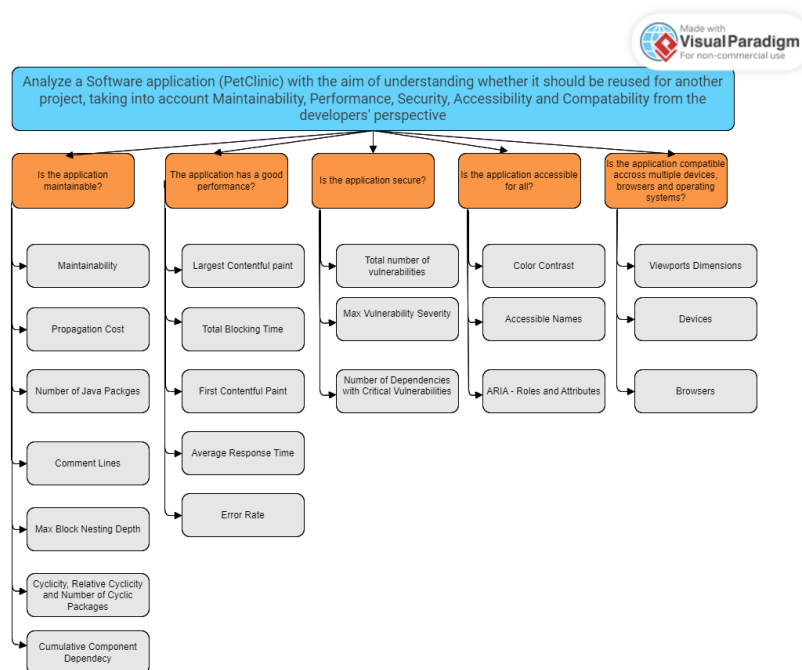 Made with
Visual Paradigm
For non-commercial use
Analyze a Software application (PetClinic) with the aim of understanding whether it should be reused for another
project, taking into account Maintainability, Performance, Security, Accessibility and Compatability from the
developers' perspective
Is the application
maintainable?
The application has a good
performance?
Is the application secure?
Is the application accessible
for all?
Is the application compatible
accross multiple devices,
browsers and operating
systems?
Maintainability
Propagation Cost
Number of Java Packges
Comment Lines
Max Block Nesting Depth
Cyclicity, Relative Cyclicity
and Number of Cyclic
Packages
Cumulative Component
Dependecy
Largest Contentful paint
Total Blocking Time
First Contentful Paint
Average Response Time
Error Rate
Total number of
vulnerabilities
Max Vulnerability Severity
Number of Dependencies
with Critical Vulnerabilities
Color Contrast
Accessible Names
ARIA - Roles and Attributes
Viewports Dimensions
Devices
Browsers